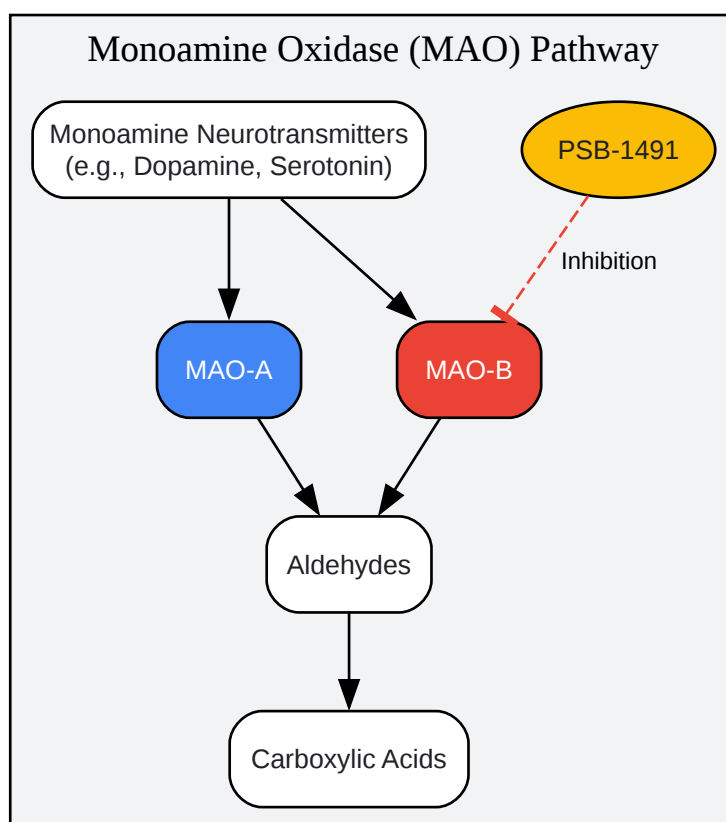 Monoamine Oxidase (MAO) Pathway
Monoamine Neurotransmitters
(e.g., Dopamine, Serotonin)
PSB-1491
Inhibition
MAO-A
MAO-B
Aldehydes
Carboxylic Acids